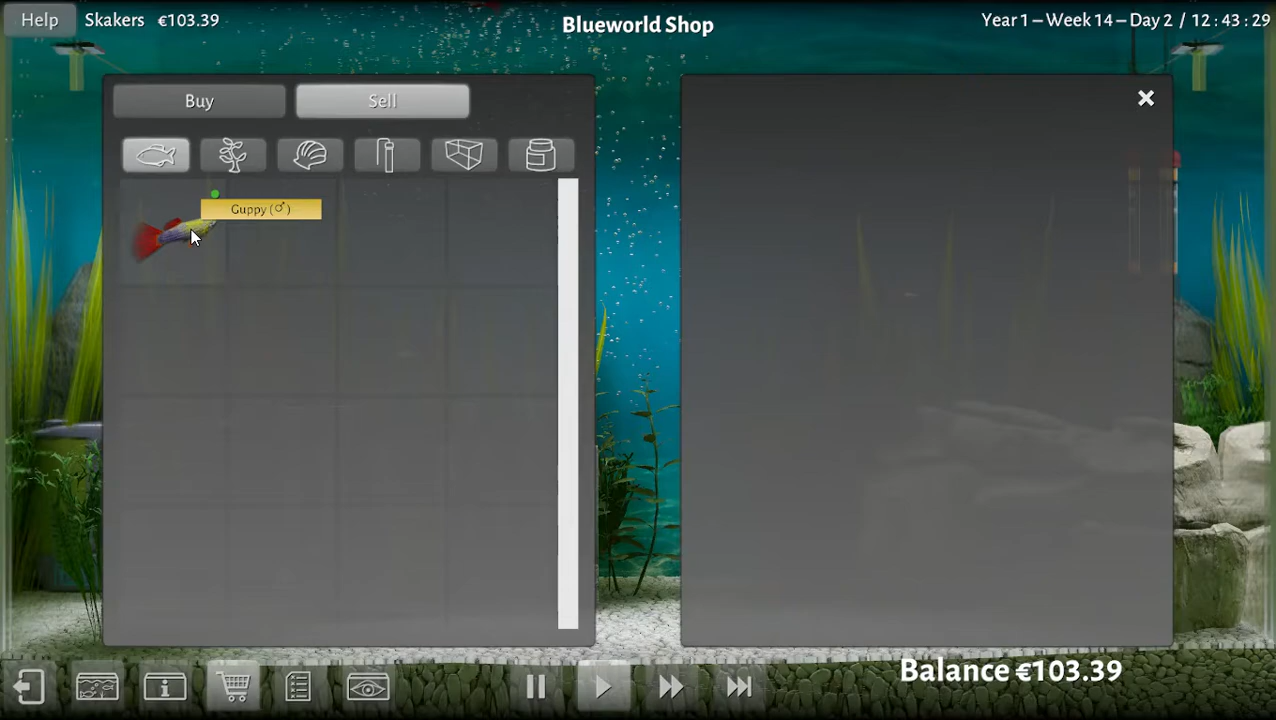 Help
Skakers €103.39
Blueworld Shop
Year 1 – Week 14 – Day 2 / 12:43:29
Buy
Sell
Guppy (♂)
Balance €103.39